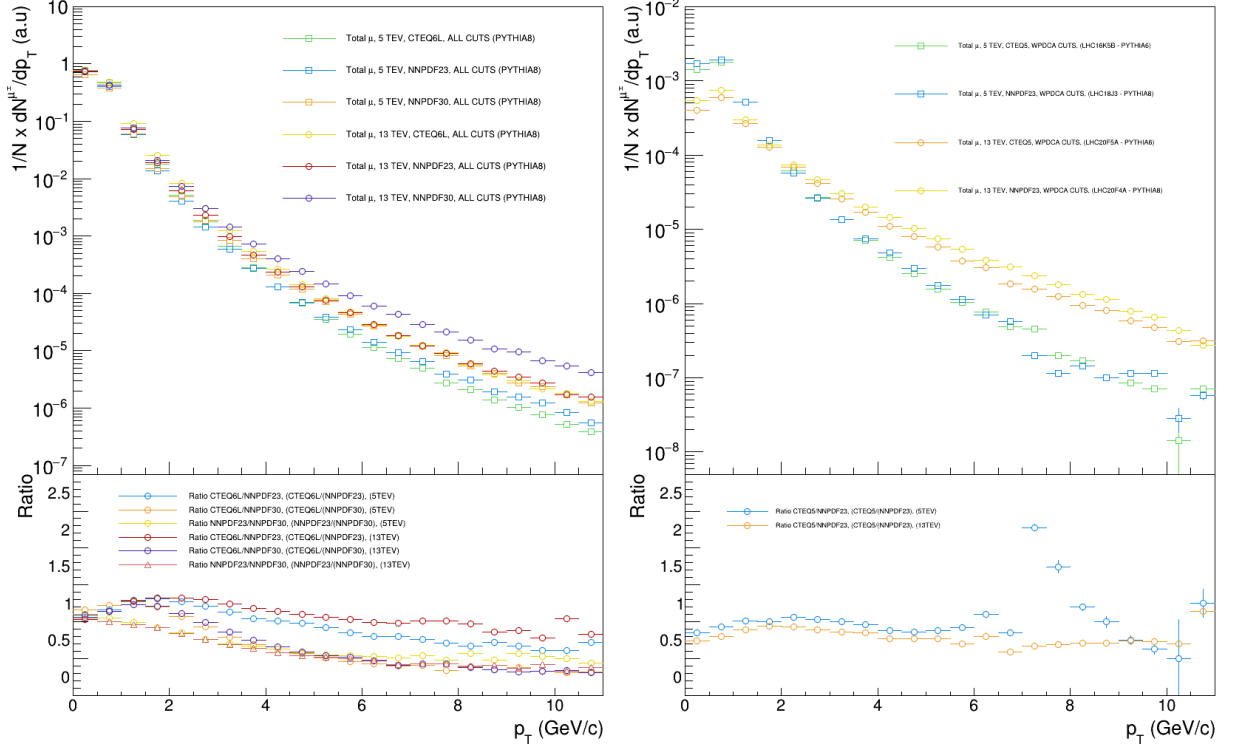 1/N x dN^μ±/dp_T (a.u)
10
1
10^−1
10^−2
10^−3
10^−4
10^−5
10^−6
10^−7
Total μ, 5 TEV, CTEQ6L, ALL CUTS (PYTHIA8)
Total μ, 5 TEV, NNPDF23, ALL CUTS (PYTHIA8)
Total μ, 5 TEV, NNPDF30, ALL CUTS (PYTHIA8)
Total μ, 13 TEV, CTEQ6L, ALL CUTS (PYTHIA8)
Total μ, 13 TEV, NNPDF23, ALL CUTS (PYTHIA8)
Total μ, 13 TEV, NNPDF30, ALL CUTS (PYTHIA8)
Ratio
2.5
2
1.5
1
0.5
0
Ratio CTEQ6L/NNPDF23, (CTEQ6L/(NNPDF23), (5TEV)
Ratio CTEQ6L/NNPDF30, (CTEQ6L/(NNPDF30), (5TEV)
Ratio NNPDF23/NNPDF30, (NNPDF23/(NNPDF30), (5TEV)
Ratio CTEQ6L/NNPDF23, (CTEQ6L/(NNPDF23), (13TEV)
Ratio CTEQ6L/NNPDF30, (CTEQ6L/(NNPDF30), (13TEV)
Ratio NNPDF23/NNPDF30, (NNPDF23/(NNPDF30), (13TEV)
0 2 4 6 8 10
p_T (GeV/c)
1/N x dN^μ±/dp_T (a.u)
10^−2
10^−3
10^−4
10^−5
10^−6
10^−7
10^−8
Total μ, 5 TEV, CTEQ5, WPDCA CUTS, (LHC16K5B - PYTHIA6)
Total μ, 5 TEV, NNPDF23, WPDCA CUTS, (LHC18J3 - PYTHIA8)
Total μ, 13 TEV, CTEQ5, WPDCA CUTS, (LHC20F5A - PYTHIA6)
Total μ, 13 TEV, NNPDF23, WPDCA CUTS, (LHC20F4A - PYTHIA8)
Ratio
2.5
2
1.5
1
0.5
0
Ratio CTEQ5/NNPDF23, (CTEQ5/(NNPDF23), (5TEV)
Ratio CTEQ5/NNPDF23, (CTEQ5/(NNPDF23), (13TEV)
0 2 4 6 8 10
p_T (GeV/c)